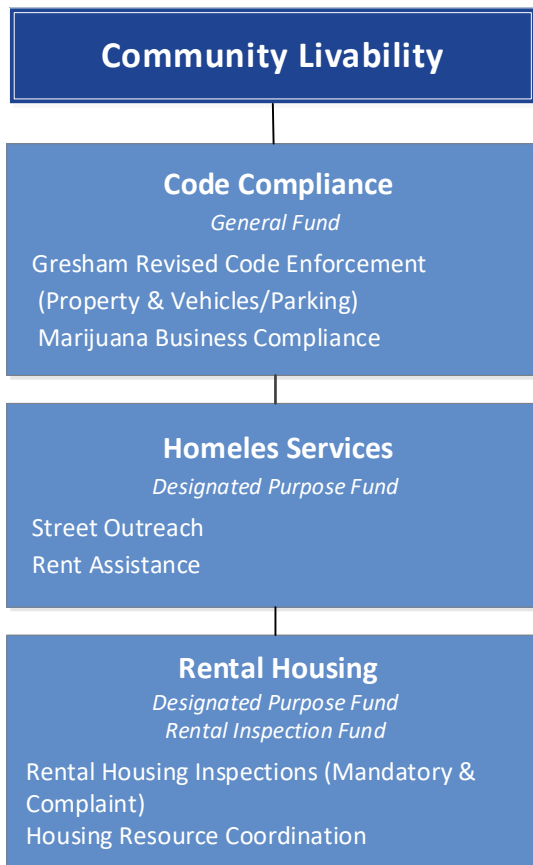 Community Livability
Code Compliance
General Fund
Gresham Revised Code Enforcement
(Property & Vehicles/Parking)
Marijuana Business Compliance
Homeles Services
Designated Purpose Fund
Street Outreach
Rent Assistance
Rental Housing
Designated Purpose Fund
Rental Inspection Fund
Rental Housing Inspections (Mandatory &
Complaint)
Housing Resource Coordination